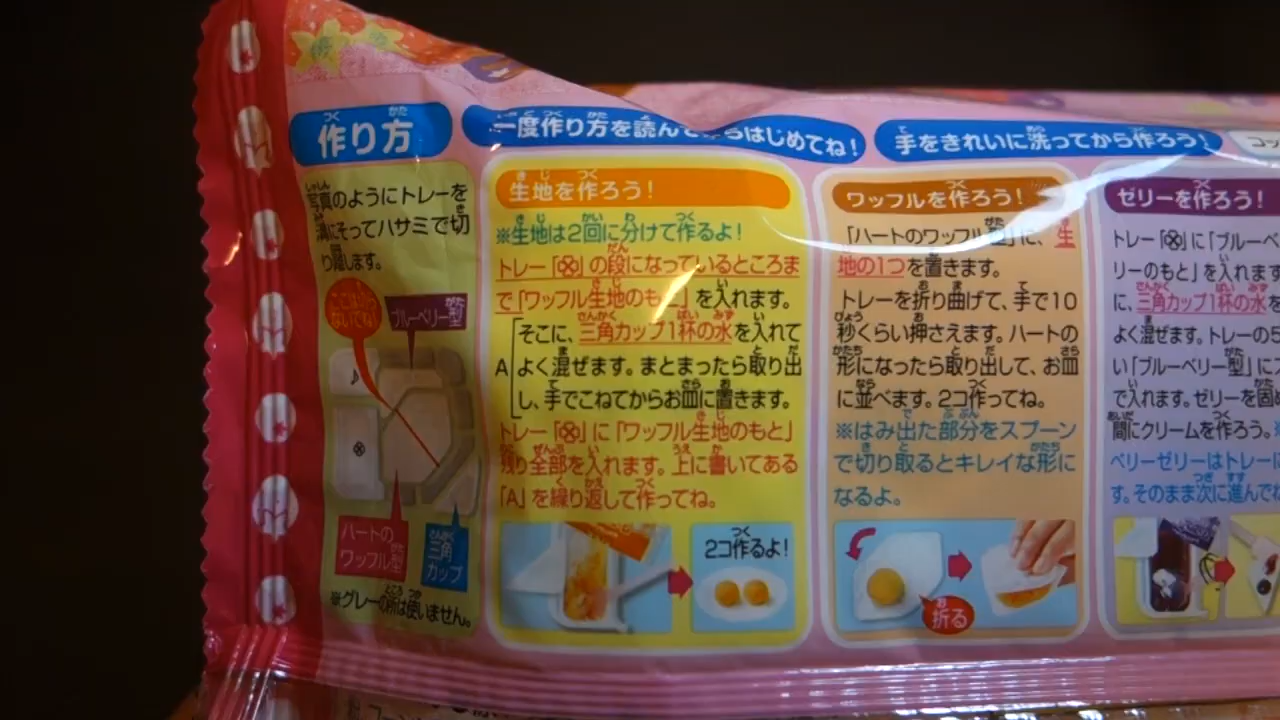 作り方
一度作り方を読んでからはじめてね!
手をきれいに洗ってから作ろう!
コッ
写真のようにトレーを
溝にそってハサミで切
り離します。
ブルーベリー型
♪
⊗
ハートの
ワッフル型
三角
カップ
※グレーの所は使いません。
生地を作ろう!
※生地は2回に分けて作るよ!
トレー「⊗」の段になっているところま
で「ワッフル生地のもと」を入れます。
そこに、三角カップ1杯の水を入れて
A よく混ぜます。まとまったら取り出
し、手でこねてからお皿に置きます。
トレー「⊗」に「ワッフル生地のもと」
残り全部を入れます。上に書いてある
「A」を繰り返して作ってね。
2コ作るよ!
ワッフルを作ろう!
「ハートのワッフル型」に、生
地の1つを置きます。
トレーを折り曲げて、手で10
秒くらい押さえます。ハートの
形になったら取り出して、お皿
に並べます。2コ作ってね。
※はみ出た部分をスプーン
で切り取るとキレイな形に
なるよ。
折る
ゼリーを作ろう!
トレー「⊗」に「ブルーベ
リーのもと」を入れます
に、三角カップ1杯の水を
よく混ぜます。トレーの5
い「ブルーベリー型」に
で入れます。ゼリーを固め
間にクリームを作ろう。
ベリーゼリーはトレーに
す。そのまま次に進んでね